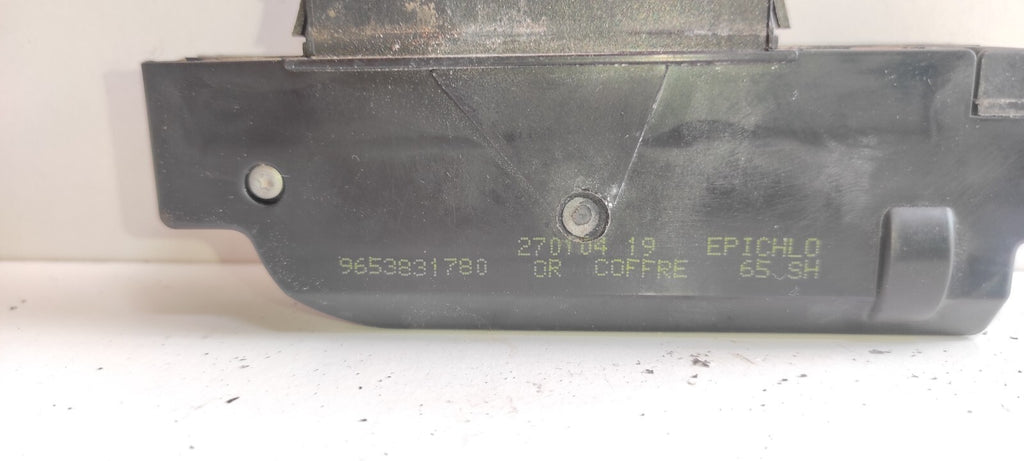 270104 19 EPICHLO
9653831780 OR COFFRE 65 SH